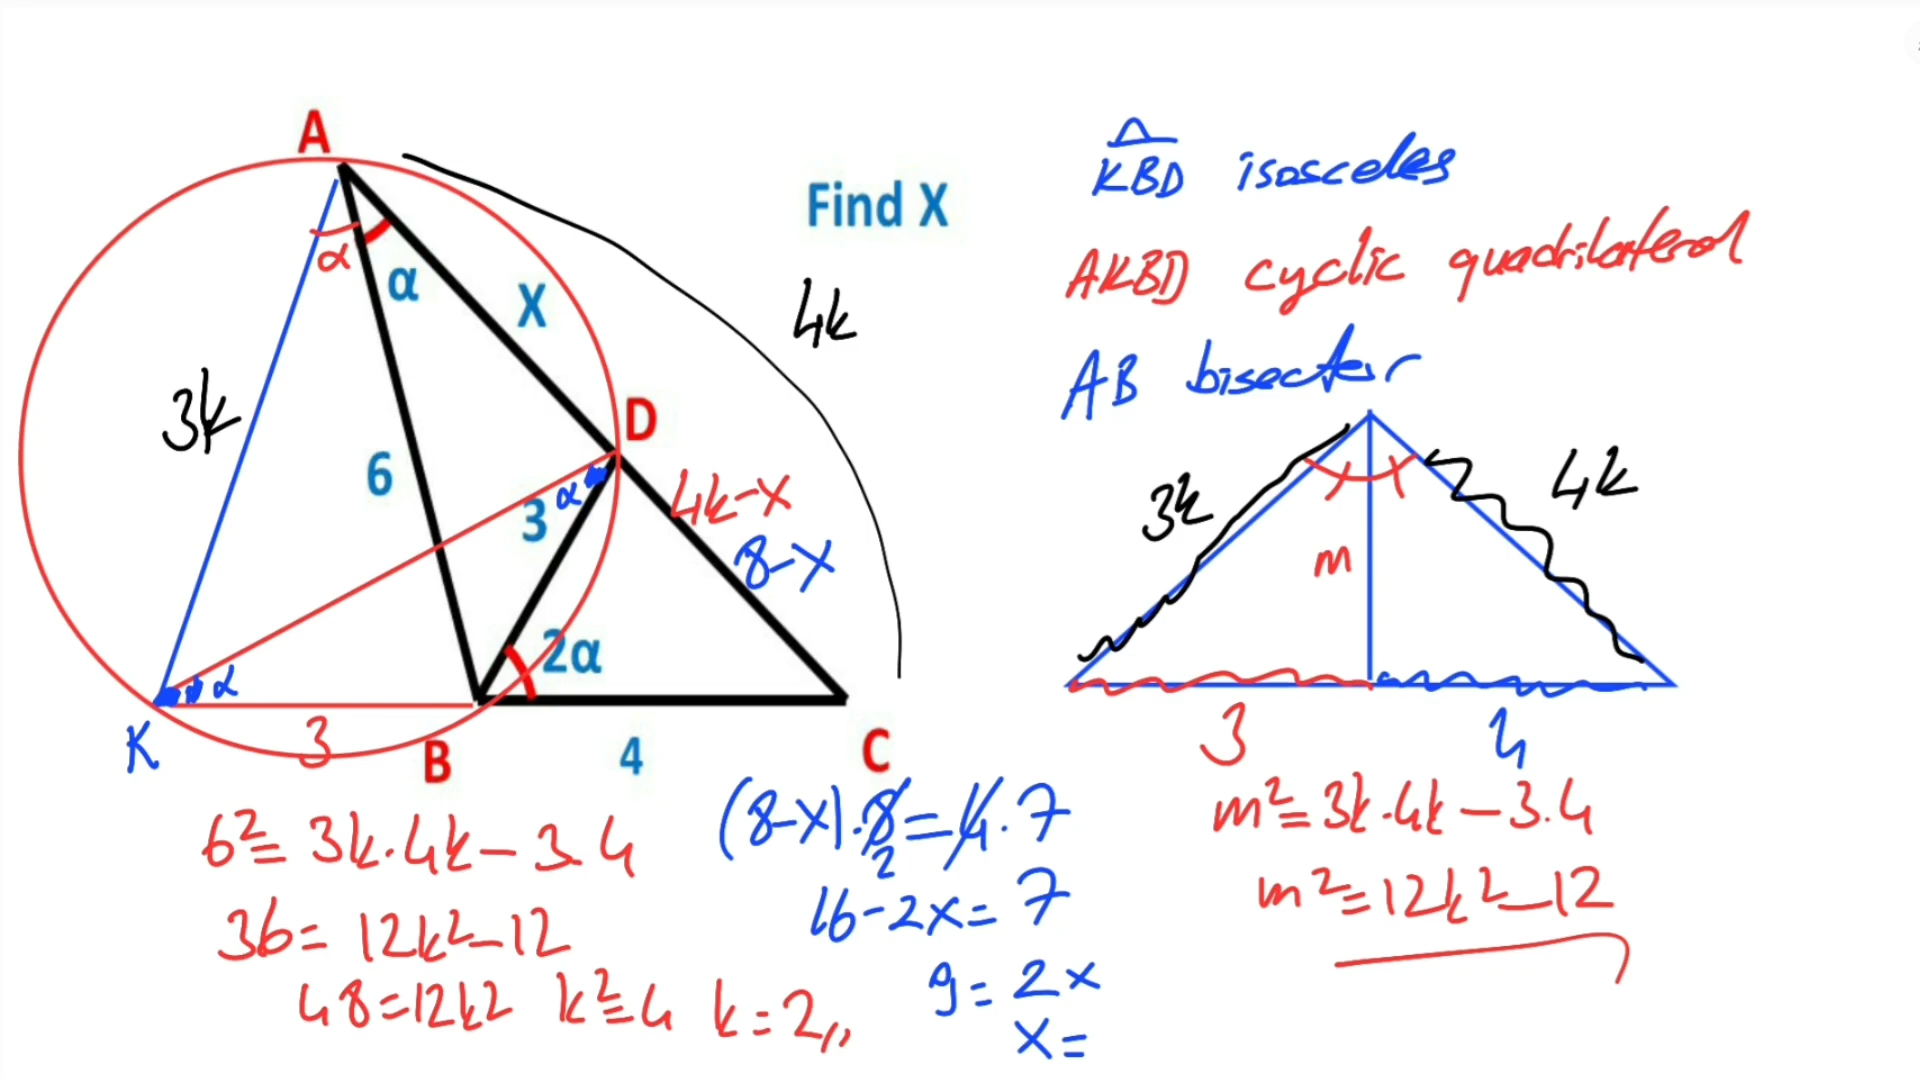 A
Find X
α
α
X
4k
3k
6
D
α
3
4k-x
8-x
2α
α
K
3
B
4
C
KBD isosceles
AKBD cyclic quadrilateral
AB bisector
3k
4k
m
3
4
6²= 3k.4k-3.4
36= 12k²-12
48=12k² k²=4 k=2,,
(8-x).8=4.7
2
16-2x=7
9=2x
x=
m²=3k.4k-3.4
m²=12k²-12